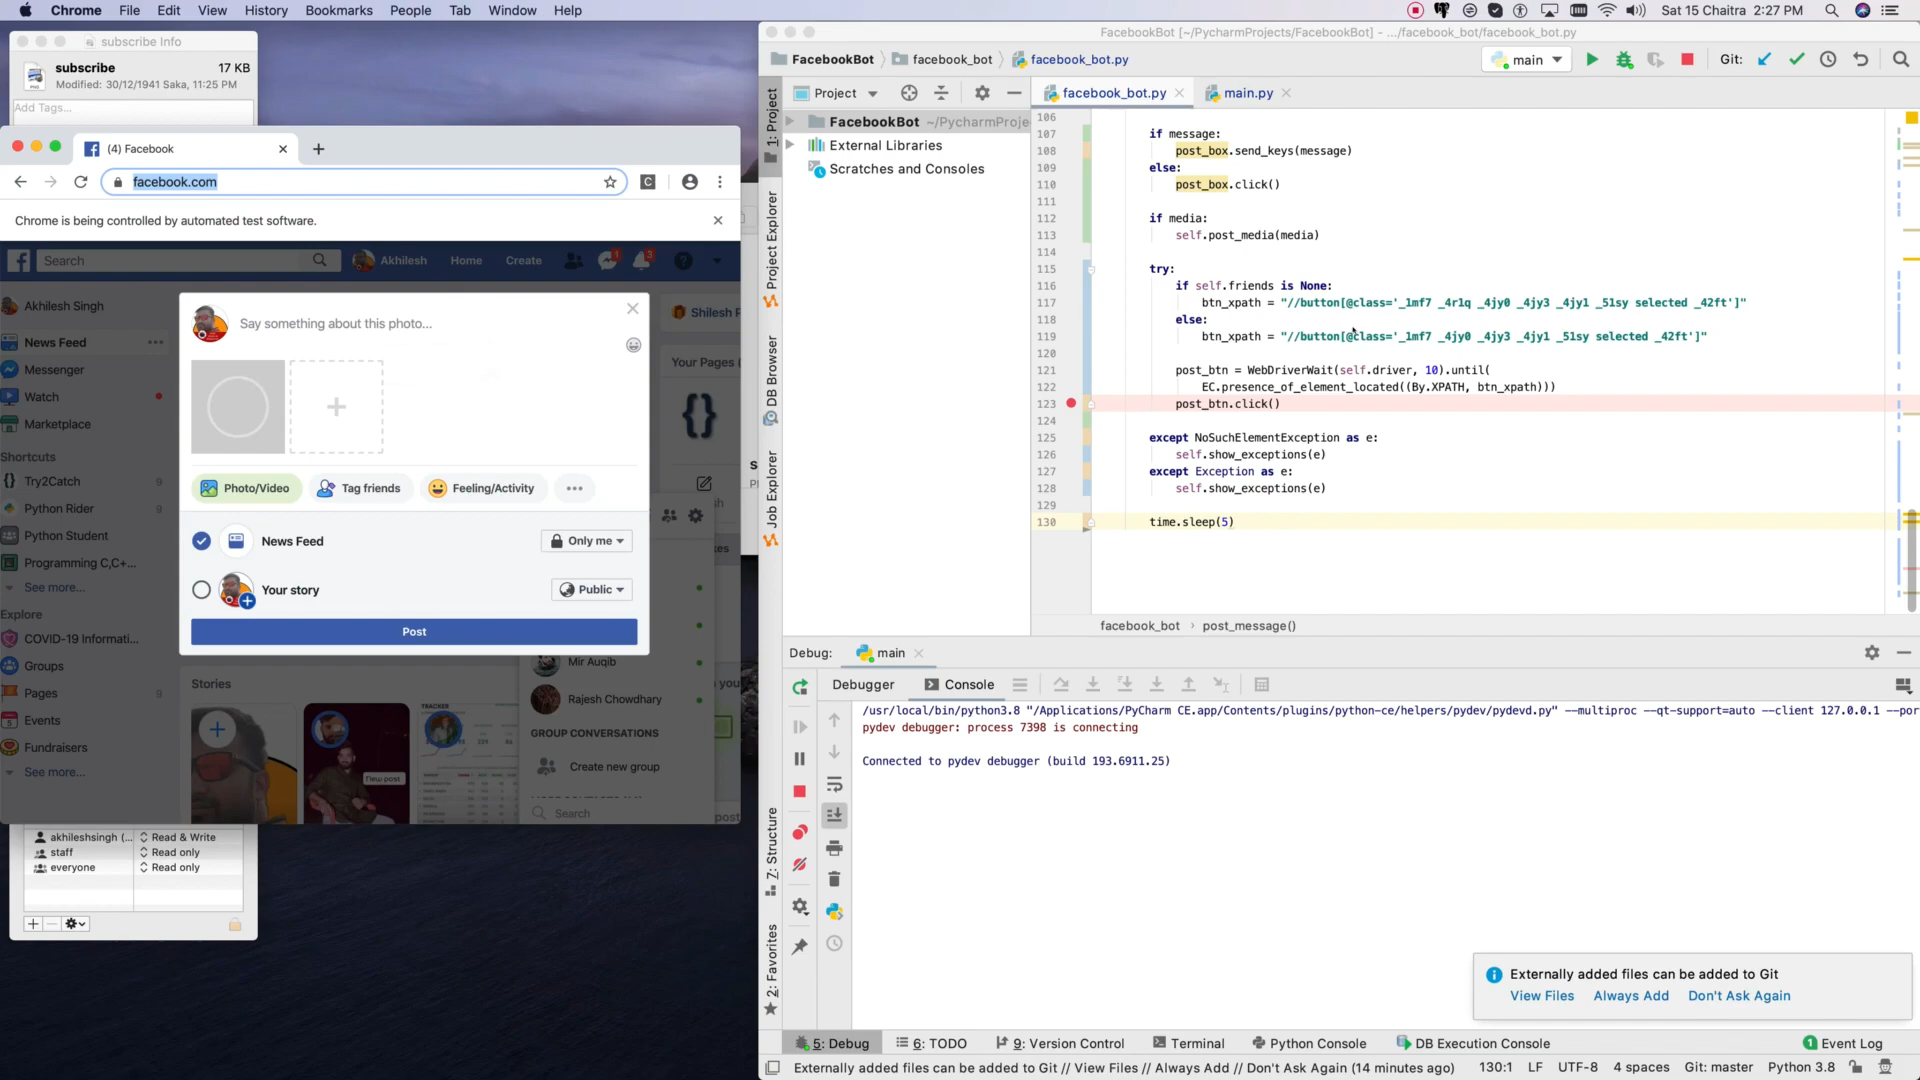 Chrome File Edit View History Bookmarks People Tab Window Help
Sat 15 Chaitra 2:27 PM
subscribe Info
subscribe 17 KB
Modified: 30/12/1941 Saka, 11:25 PM
Add Tags...
(4) Facebook
facebook.com
Chrome is being controlled by automated test software.
Search
Akhilesh Home Create
Akhilesh Singh
News Feed
Messenger
Watch
Marketplace
Shortcuts
Try2Catch 9
Python Rider 9
Python Student
Programming C,C+...
See more...
Explore
COVID-19 Informati...
Groups
Pages 9
Events
Fundraisers
See more...
Say something about this photo...
Photo/Video Tag friends Feeling/Activity
News Feed Only me
Your story Public
Post
Shilesh P
Your Pages (
Stories
TRACKER
New post
Mir Auqib
Rajesh Chowdhary
GROUP CONVERSATIONS
Create new group
Search
akhileshsingh (... Read & Write
staff Read only
everyone Read only
FacebookBot [~/PycharmProjects/FacebookBot] - .../facebook_bot/facebook_bot.py
FacebookBot facebook_bot facebook_bot.py
main Git:
Project
facebook_bot.py main.py
FacebookBot ~/PycharmProje
External Libraries
Scratches and Consoles
1: Project
Project Explorer
DB Browser
Job Explorer
7: Structure
2: Favorites
106
107 if message:
108 post_box.send_keys(message)
109 else:
110 post_box.click()
111
112 if media:
113 self.post_media(media)
114
115 try:
116 if self.friends is None:
117 btn_xpath = "//button[@class='_1mf7 _4r1q _4jy0 _4jy3 _4jy1 _51sy selected _42ft']"
118 else:
119 btn_xpath = "//button[@class='_1mf7 _4jy0 _4jy3 _4jy1 _51sy selected _42ft']"
120
121 post_btn = WebDriverWait(self.driver, 10).until(
122 EC.presence_of_element_located((By.XPATH, btn_xpath)))
123 post_btn.click()
124
125 except NoSuchElementException as e:
126 self.show_exceptions(e)
127 except Exception as e:
128 self.show_exceptions(e)
129
130 time.sleep(5)
facebook_bot › post_message()
Debug: main
Debugger Console
/usr/local/bin/python3.8 "/Applications/PyCharm CE.app/Contents/plugins/python-ce/helpers/pydev/pydevd.py" --multiproc --qt-support=auto --client 127.0.0.1 --por
pydev debugger: process 7398 is connecting
Connected to pydev debugger (build 193.6911.25)
Externally added files can be added to Git
View Files Always Add Don't Ask Again
5: Debug 6: TODO 9: Version Control Terminal Python Console DB Execution Console 1 Event Log
Externally added files can be added to Git // View Files // Always Add // Don't Ask Again (14 minutes ago) 130:1 LF UTF-8 4 spaces Git: master Python 3.8